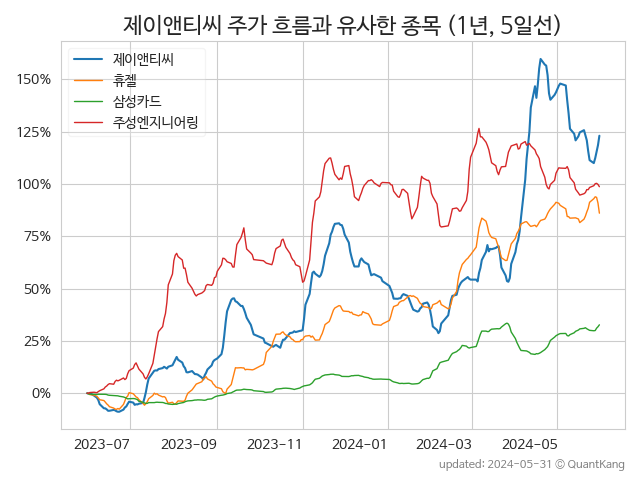 제이앤티씨 주가 흐름과 유사한 종목 (1년, 5일선)
제이앤티씨
휴젤
삼성카드
주성엔지니어링
150%
125%
100%
75%
50%
25%
0%
2023-07 2023-09 2023-11 2024-01 2024-03 2024-05
updated: 2024-05-31 © QuantKang